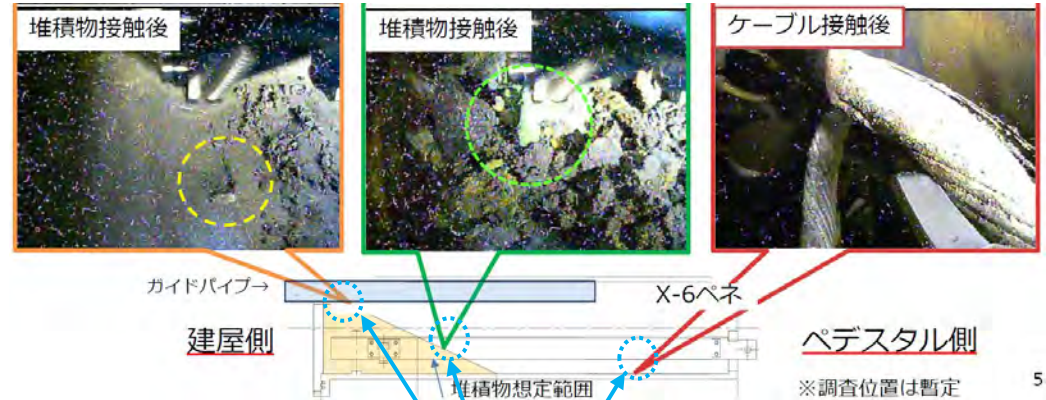 堆積物接触後
堆積物接触後
ケーブル接触後
ガイドパイプ→
X-6ペネ
建屋側
ペデスタル側
堆積物想定範囲
※調査位置は暫定
5